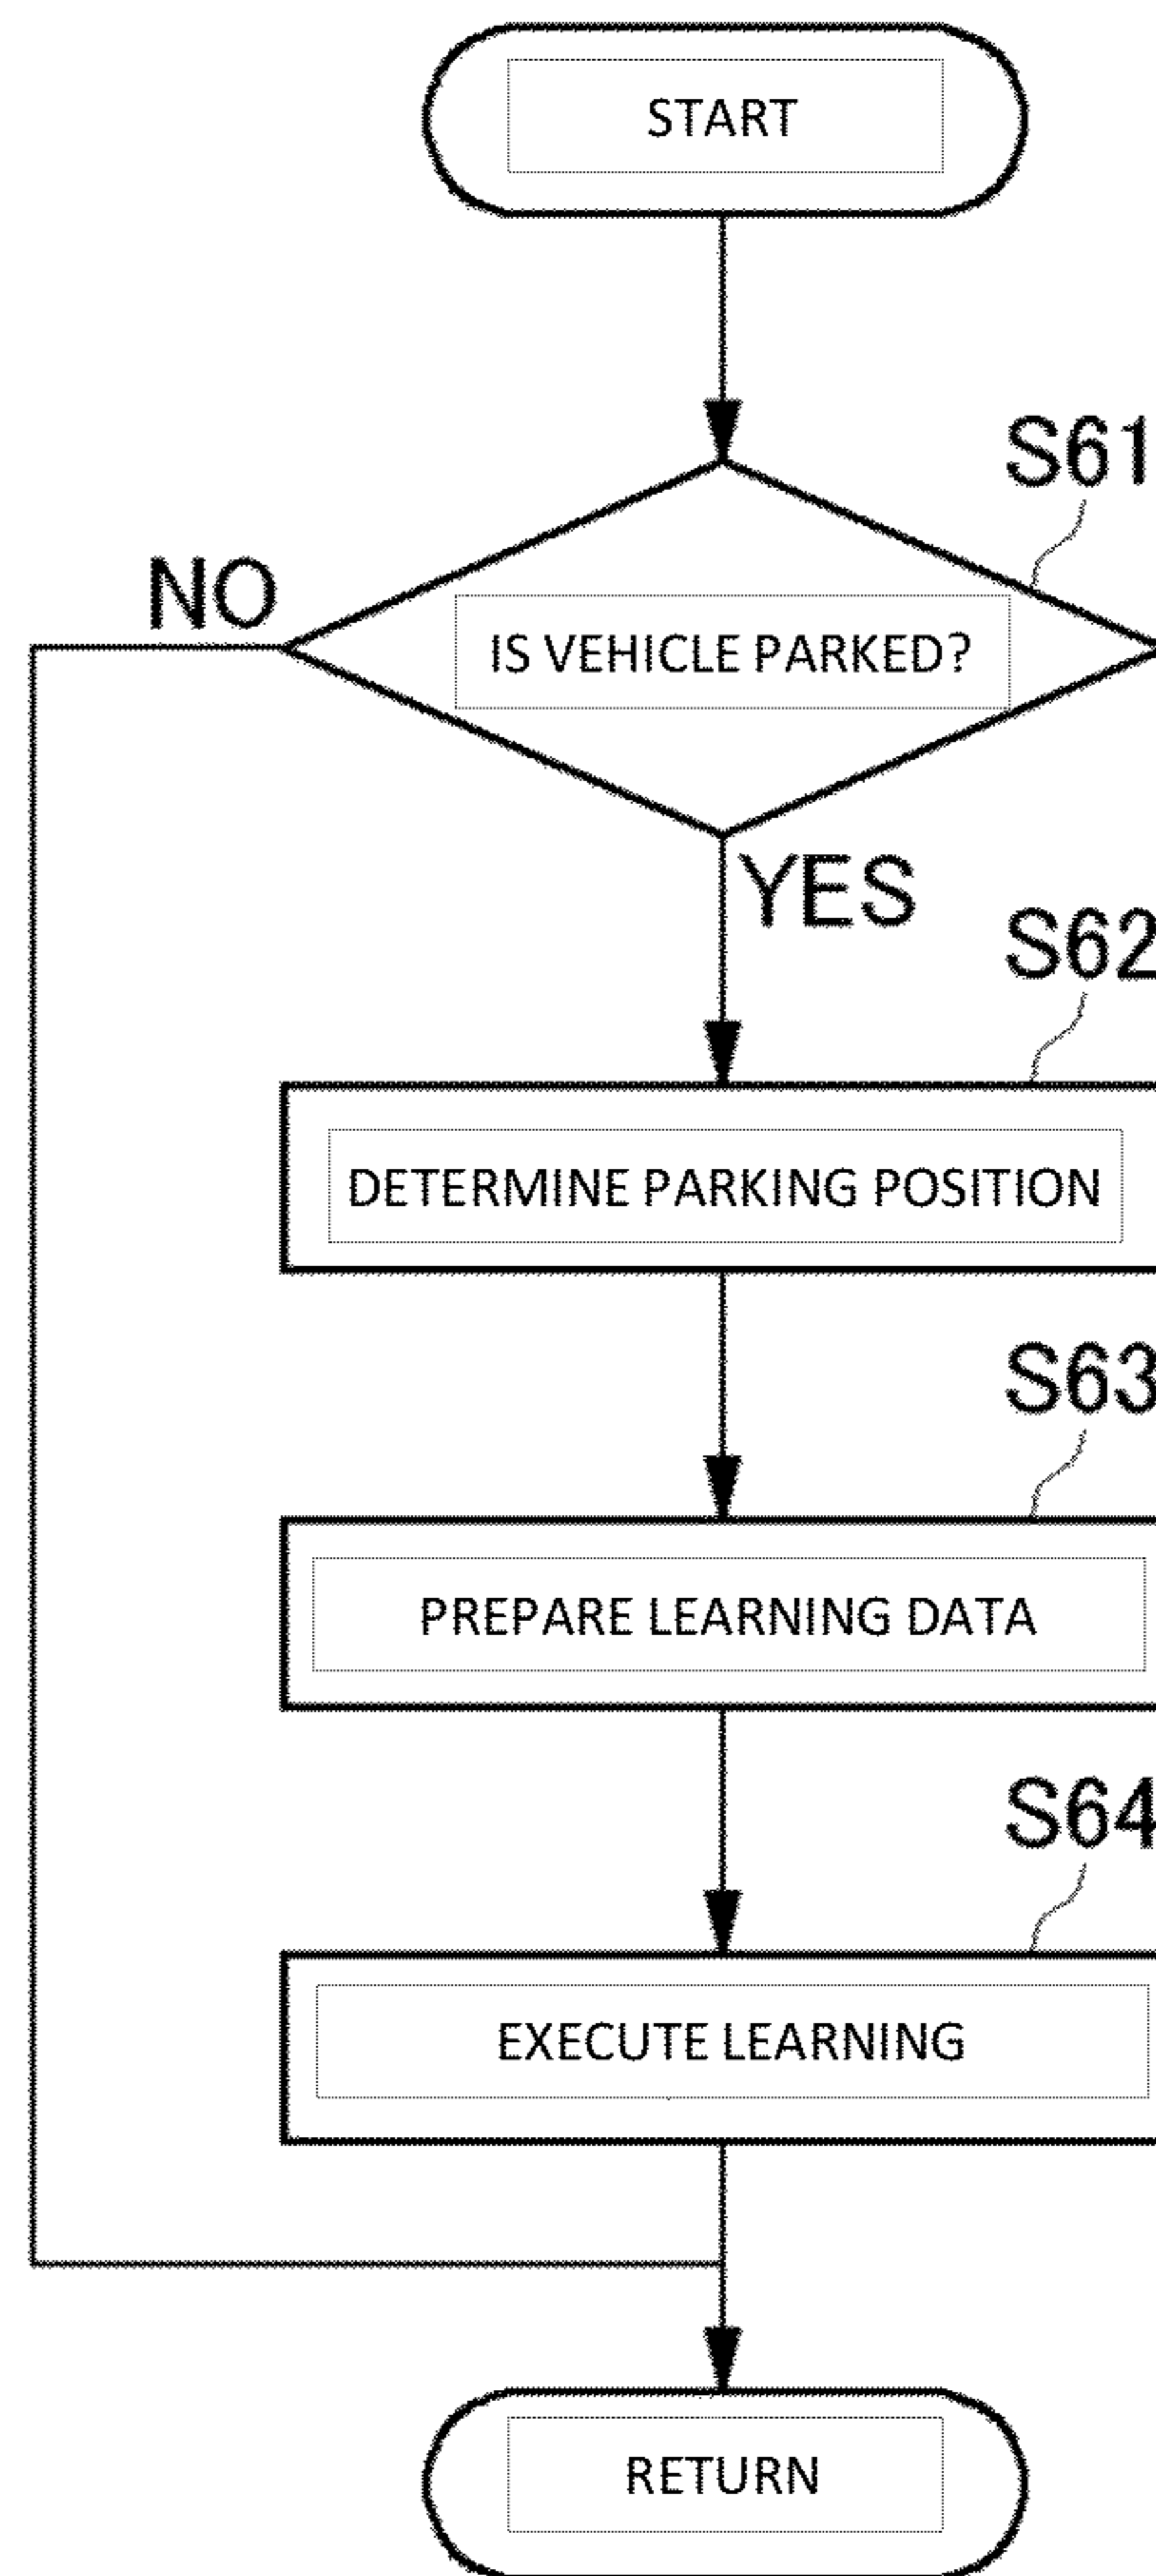 START
S61
NO
IS VEHICLE PARKED?
YES
S62
DETERMINE PARKING POSITION
S63
PREPARE LEARNING DATA
S64
EXECUTE LEARNING
RETURN